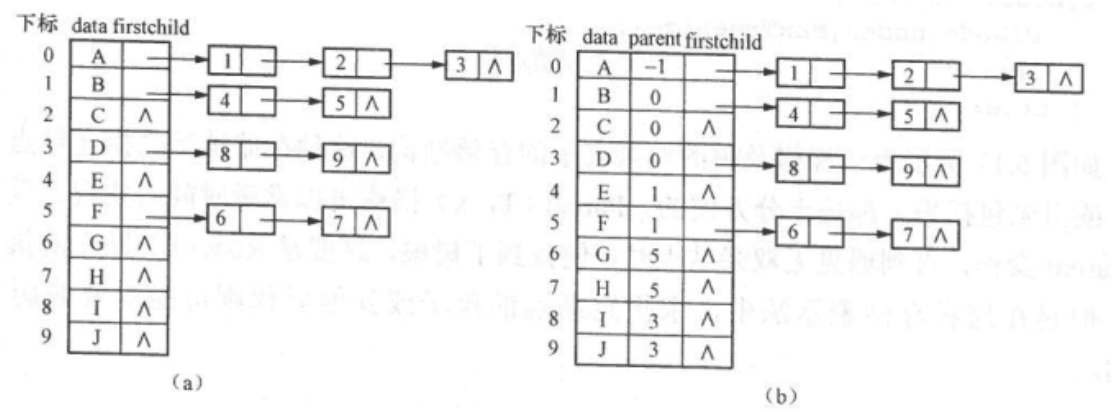 下标 data firstchild
0 A 1 2 3 ∧
1 B 4 5 ∧
2 C ∧
3 D 8 9 ∧
4 E ∧
5 F 6 7 ∧
6 G ∧
7 H ∧
8 I ∧
9 J ∧
(a)
下标 data parent firstchild
0 A -1 1 2 3 ∧
1 B 0 4 5 ∧
2 C 0 ∧
3 D 0 8 9 ∧
4 E 1 ∧
5 F 1 6 7 ∧
6 G 5 ∧
7 H 5 ∧
8 I 3 ∧
9 J 3 ∧
(b)